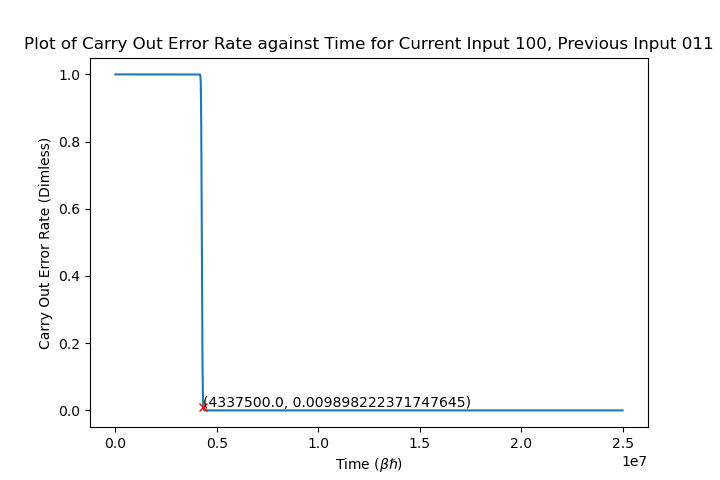 Plot of Carry Out Error Rate against Time for Current Input 100, Previous Input 011
1.0
0.8
0.6
0.4
0.2
0.0
Carry Out Error Rate (Dimless)
(4337500.0, 0.009898222371747645)
0.0 0.5 1.0 1.5 2.0 2.5
1e7
Time (βℏ)